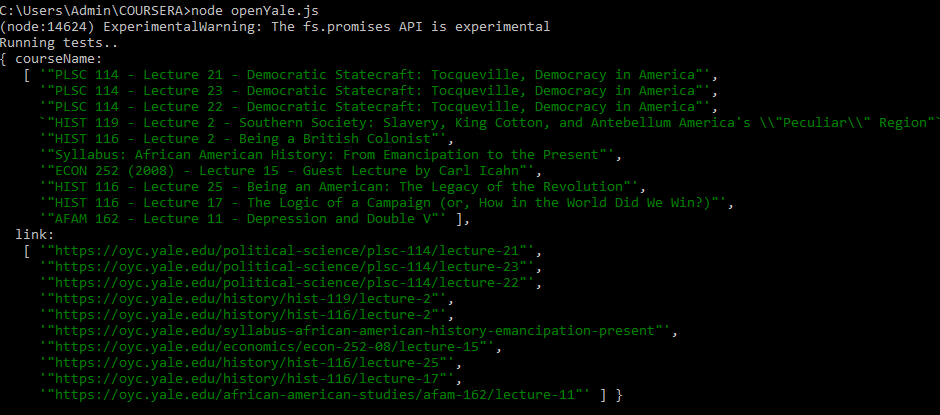 C:\Users\Admin\COURSERA>node openYale.js
(node:14624) ExperimentalWarning: The fs.promises API is experimental
Running tests..
{ courseName:
   [ '"PLSC 114 - Lecture 21 - Democratic Statecraft: Tocqueville, Democracy in America"',
     '"PLSC 114 - Lecture 23 - Democratic Statecraft: Tocqueville, Democracy in America"',
     '"PLSC 114 - Lecture 22 - Democratic Statecraft: Tocqueville, Democracy in America"',
     `"HIST 119 - Lecture 2 - Southern Society: Slavery, King Cotton, and Antebellum America's \\"Peculiar\\" Region"`
     '"HIST 116 - Lecture 2 - Being a British Colonist"',
     '"Syllabus: African American History: From Emancipation to the Present"',
     '"ECON 252 (2008) - Lecture 15 - Guest Lecture by Carl Icahn"',
     '"HIST 116 - Lecture 25 - Being an American: The Legacy of the Revolution"',
     '"HIST 116 - Lecture 17 - The Logic of a Campaign (or, How in the World Did We Win?)"',
     '"AFAM 162 - Lecture 11 - Depression and Double V"' ],
  link:
   [ '"https://oyc.yale.edu/political-science/plsc-114/lecture-21"',
     '"https://oyc.yale.edu/political-science/plsc-114/lecture-23"',
     '"https://oyc.yale.edu/political-science/plsc-114/lecture-22"',
     '"https://oyc.yale.edu/history/hist-119/lecture-2"',
     '"https://oyc.yale.edu/history/hist-116/lecture-2"',
     '"https://oyc.yale.edu/syllabus-african-american-history-emancipation-present"',
     '"https://oyc.yale.edu/economics/econ-252-08/lecture-15"',
     '"https://oyc.yale.edu/history/hist-116/lecture-25"',
     '"https://oyc.yale.edu/history/hist-116/lecture-17"',
     '"https://oyc.yale.edu/african-american-studies/afam-162/lecture-11"' ] }